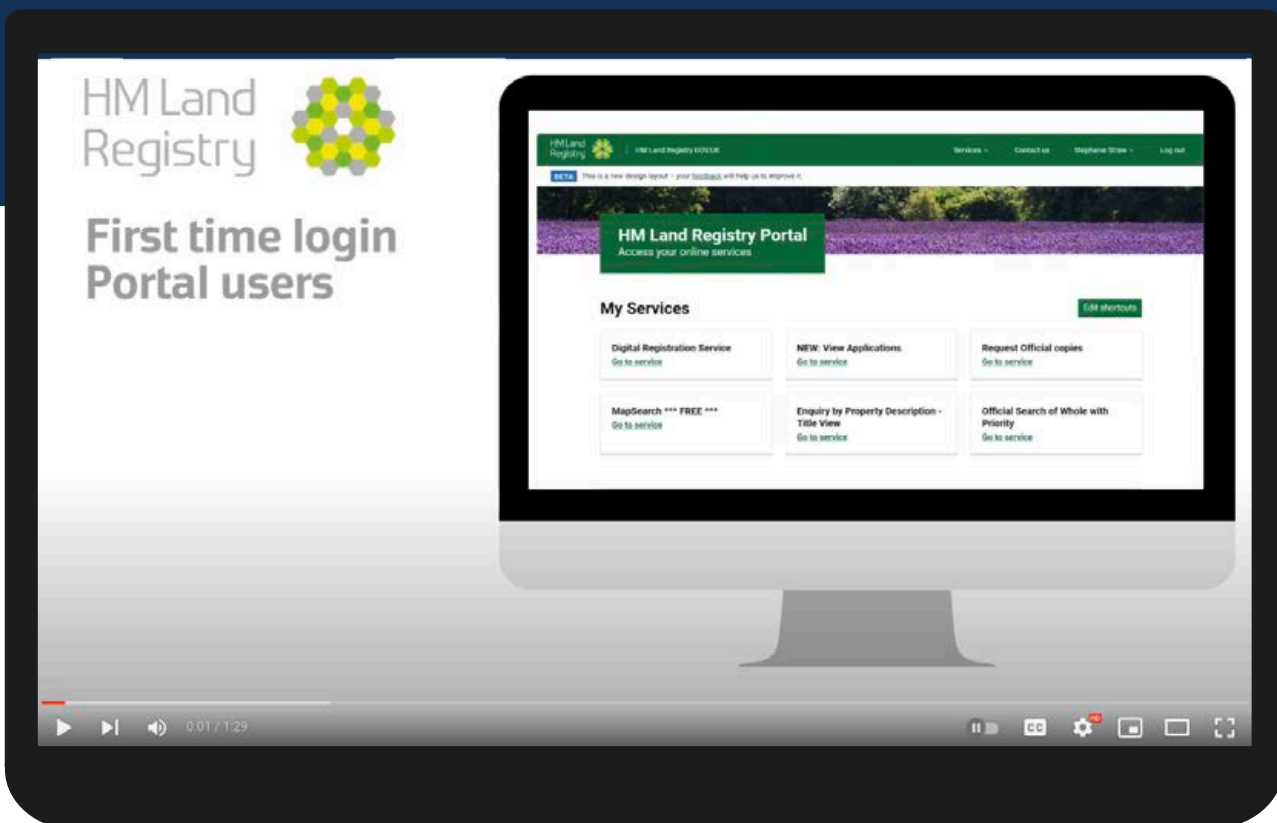 HM Land
Registry
First time login
Portal users
HM Land
Registry
HM Land Registry GOV.UK
Services
Contact us
Stephanie Straw
Log out
BETA This is a new design layout – your feedback will help us to improve it.
HM Land Registry Portal
Access your online services
My Services
Edit shortcuts
Digital Registration Service
Go to service
NEW: View Applications
Go to service
Request Official copies
Go to service
MapSearch *** FREE ***
Go to service
Enquiry by Property Description -
Title View
Go to service
Official Search of Whole with
Priority
Go to service
0:01 / 1:29
CC
HD